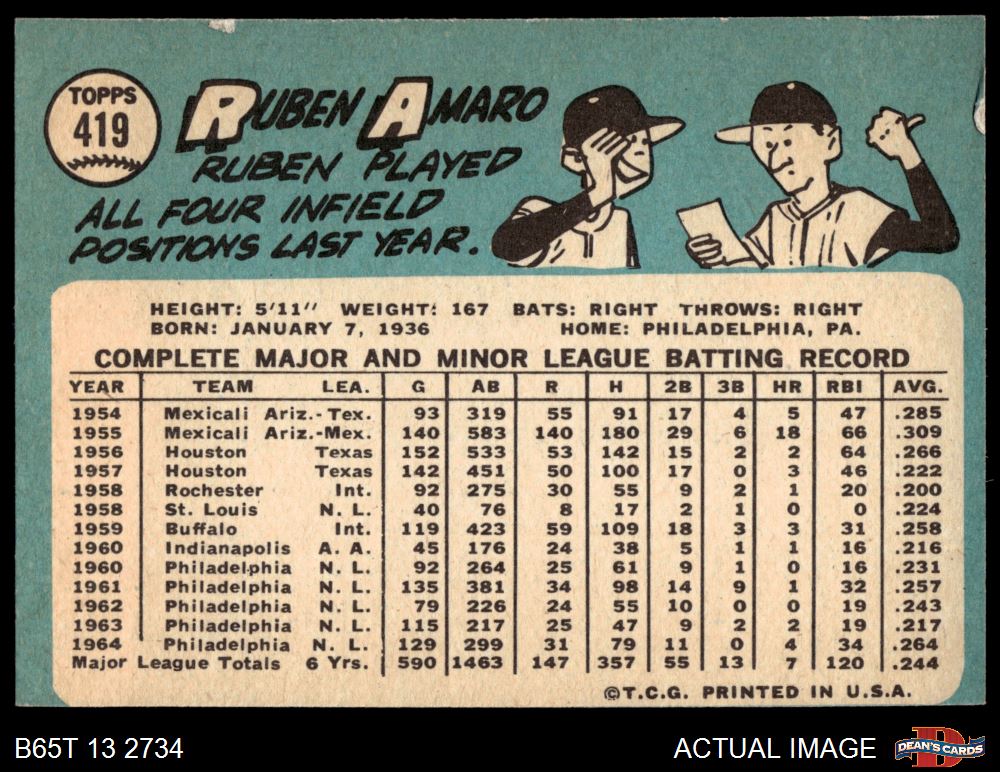 TOPPS
419
RUBEN AMARO
RUBEN PLAYED
ALL FOUR INFIELD
POSITIONS LAST YEAR.
HEIGHT: 5'11" WEIGHT: 167 BATS: RIGHT THROWS: RIGHT
BORN: JANUARY 7, 1936 HOME: PHILADELPHIA, PA.
COMPLETE MAJOR AND MINOR LEAGUE BATTING RECORD
YEAR TEAM LEA. G AB R H 2B 3B HR RBI AVG.
1954 Mexicali Ariz.-Tex. 93 319 55 91 17 4 5 47 .285
1955 Mexicali Ariz.-Mex. 140 583 140 180 29 6 18 66 .309
1956 Houston Texas 152 533 53 142 15 2 2 64 .266
1957 Houston Texas 142 451 50 100 17 0 3 46 .222
1958 Rochester Int. 92 275 30 55 9 2 1 20 .200
1958 St. Louis N. L. 40 76 8 17 2 1 0 0 .224
1959 Buffalo Int. 119 423 59 109 18 3 3 31 .258
1960 Indianapolis A. A. 45 176 24 38 5 1 1 16 .216
1960 Philadelphia N. L. 92 264 25 61 9 1 0 16 .231
1961 Philadelphia N. L. 135 381 34 98 14 9 1 32 .257
1962 Philadelphia N. L. 79 226 24 55 10 0 0 19 .243
1963 Philadelphia N. L. 115 217 25 47 9 2 2 19 .217
1964 Philadelphia N. L. 129 299 31 79 11 0 4 34 .264
Major League Totals 6 Yrs. 590 1463 147 357 55 13 7 120 .244
©T.C.G. PRINTED IN U.S.A.
B65T 13 2734 ACTUAL IMAGE DEAN'S CARDS